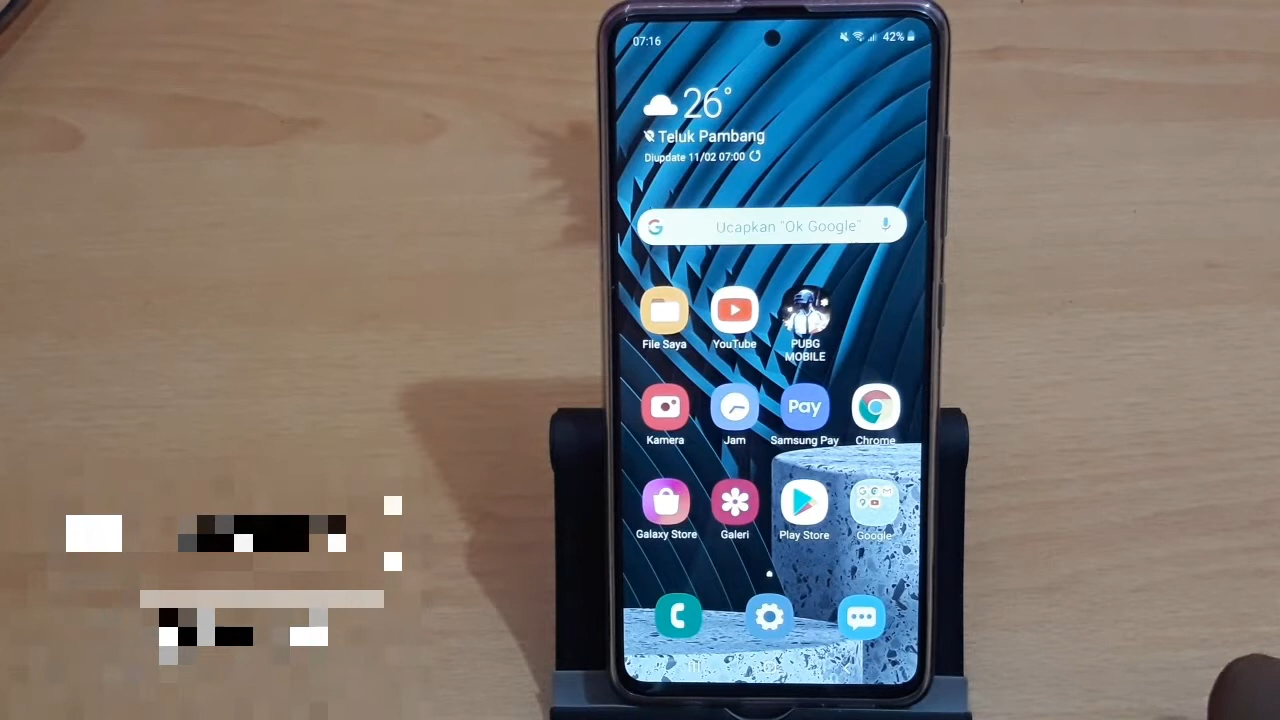 07:16
42%
26°
Teluk Pambang
Diupdate 11/02 07:00
Ucapkan "Ok Google"
File Saya
YouTube
PUBG MOBILE
Kamera
Jam
Pay
Samsung Pay
Chrome
Galaxy Store
Galeri
Play Store
Google